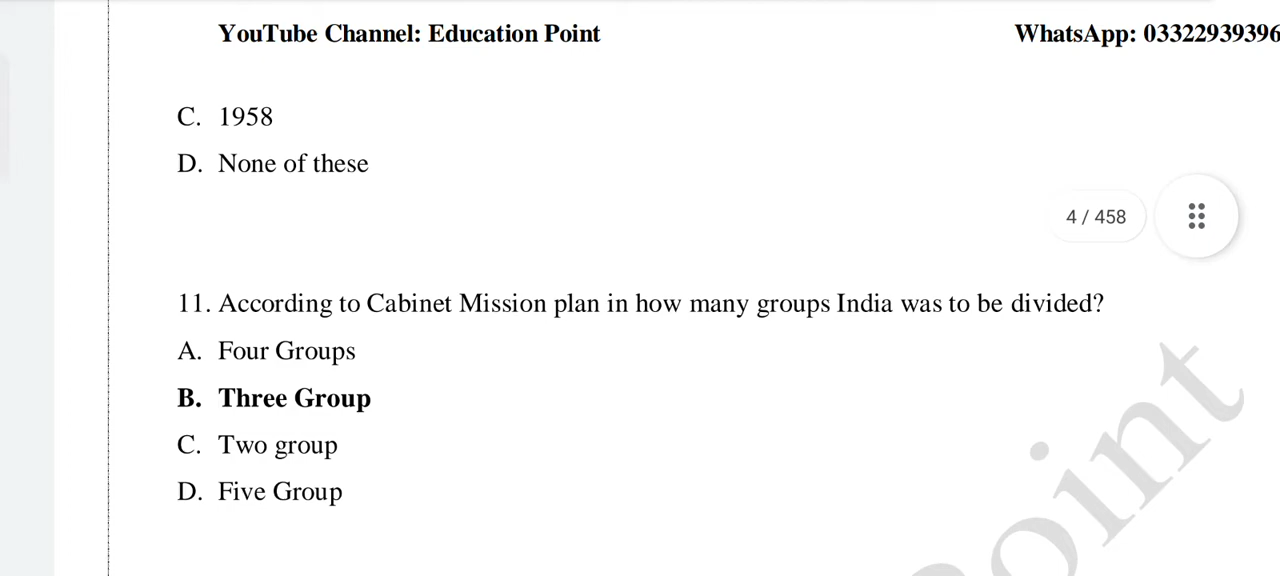 YouTube Channel: Education Point WhatsApp: 03322939396
C. 1958
D. None of these
4 / 458
11. According to Cabinet Mission plan in how many groups India was to be divided?
A. Four Groups
B. Three Group
C. Two group
D. Five Group
oint